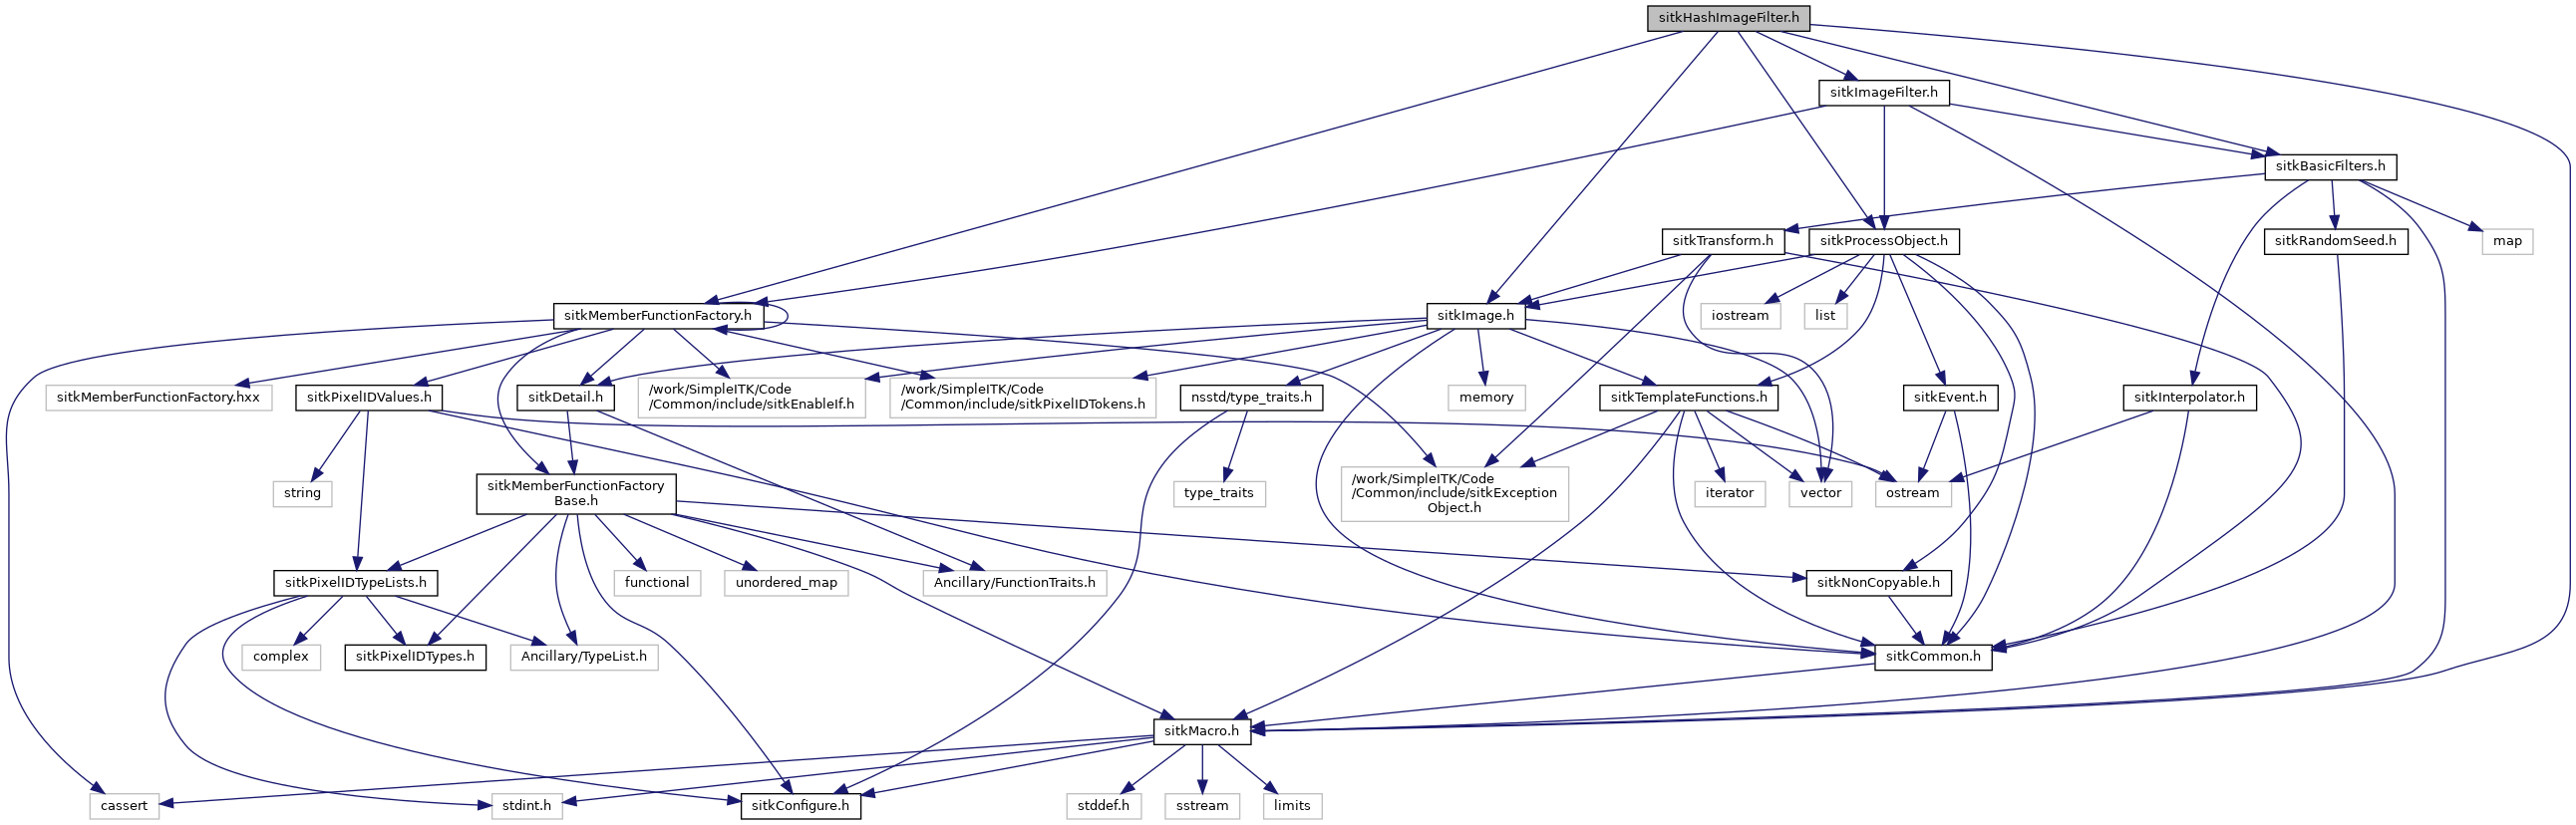 sitkHashImageFilter.h
sitkImageFilter.h
sitkBasicFilters.h
sitkTransform.h
sitkProcessObject.h
sitkRandomSeed.h
map
sitkMemberFunctionFactory.h
sitkImage.h
iostream
list
sitkMemberFunctionFactory.hxx
sitkPixelIDValues.h
sitkDetail.h
/work/SimpleITK/Code
/Common/include/sitkEnableIf.h
/work/SimpleITK/Code
/Common/include/sitkPixelIDTokens.h
nsstd/type_traits.h
memory
sitkTemplateFunctions.h
sitkEvent.h
sitkInterpolator.h
string
sitkMemberFunctionFactory
Base.h
type_traits
/work/SimpleITK/Code
/Common/include/sitkException
Object.h
iterator
vector
ostream
sitkPixelIDTypeLists.h
functional
unordered_map
Ancillary/FunctionTraits.h
sitkNonCopyable.h
complex
sitkPixelIDTypes.h
Ancillary/TypeList.h
sitkCommon.h
sitkMacro.h
cassert
stdint.h
sitkConfigure.h
stddef.h
sstream
limits